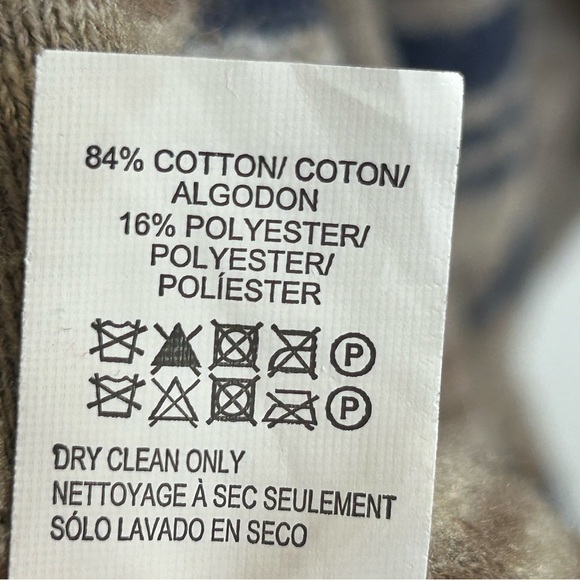 84% COTTON/ COTON/
ALGODON
16% POLYESTER/
POLYESTER/
POLÍESTER
P
P
DRY CLEAN ONLY
NETTOYAGE À SEC SEULEMENT
SÓLO LAVADO EN SECO